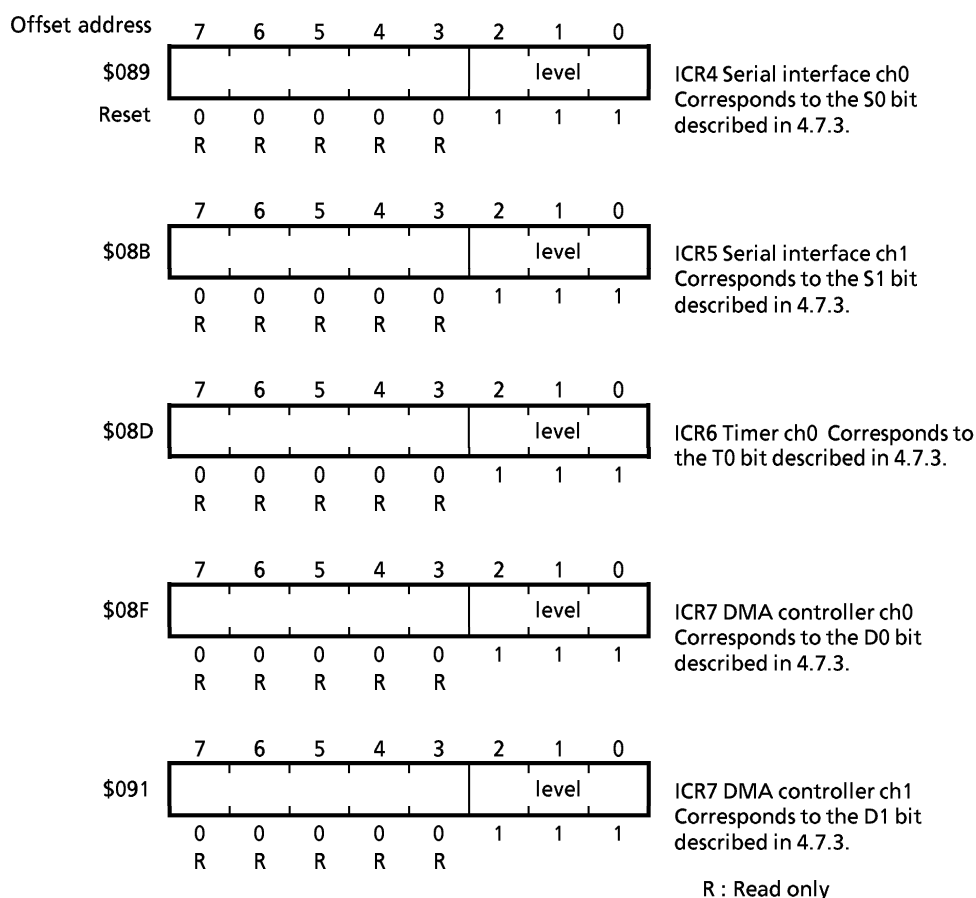 Offset address 7 6 5 4 3 2 1 0
$089 level ICR4 Serial interface ch0
Corresponds to the S0 bit
described in 4.7.3.
Reset 0 0 0 0 0 1 1 1
R R R R R
7 6 5 4 3 2 1 0
$08B level ICR5 Serial interface ch1
Corresponds to the S1 bit
described in 4.7.3.
0 0 0 0 0 1 1 1
R R R R R
7 6 5 4 3 2 1 0
$08D level ICR6 Timer ch0 Corresponds to
the T0 bit described in 4.7.3.
0 0 0 0 0 1 1 1
R R R R R
7 6 5 4 3 2 1 0
$08F level ICR7 DMA controller ch0
Corresponds to the D0 bit
described in 4.7.3.
0 0 0 0 0 1 1 1
R R R R R
7 6 5 4 3 2 1 0
$091 level ICR7 DMA controller ch1
Corresponds to the D1 bit
described in 4.7.3.
0 0 0 0 0 1 1 1
R R R R R
R : Read only